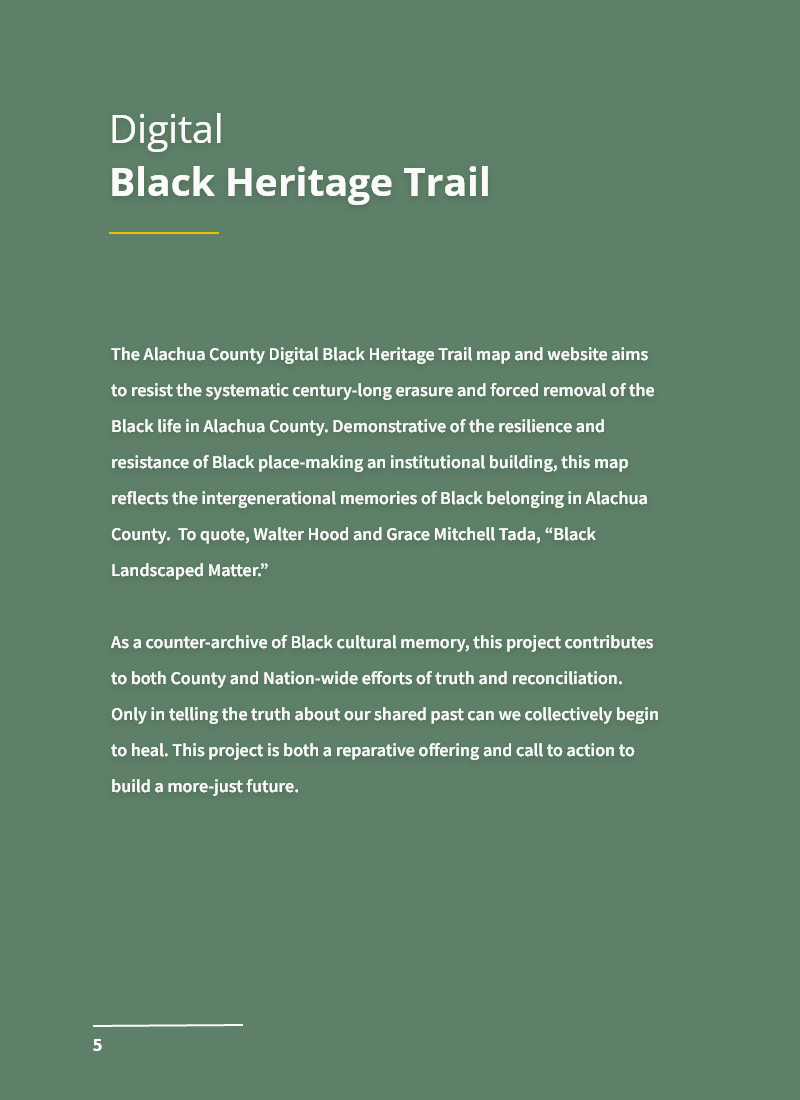 Digital
Black Heritage Trail
The Alachua County Digital Black Heritage Trail map and website aims
to resist the systematic century-long erasure and forced removal of the
Black life in Alachua County. Demonstrative of the resilience and
resistance of Black place-making an institutional building, this map
reflects the intergenerational memories of Black belonging in Alachua
County.  To quote, Walter Hood and Grace Mitchell Tada, “Black
Landscaped Matter.”
As a counter-archive of Black cultural memory, this project contributes
to both County and Nation-wide efforts of truth and reconciliation.
Only in telling the truth about our shared past can we collectively begin
to heal. This project is both a reparative offering and call to action to
build a more-just future.
5